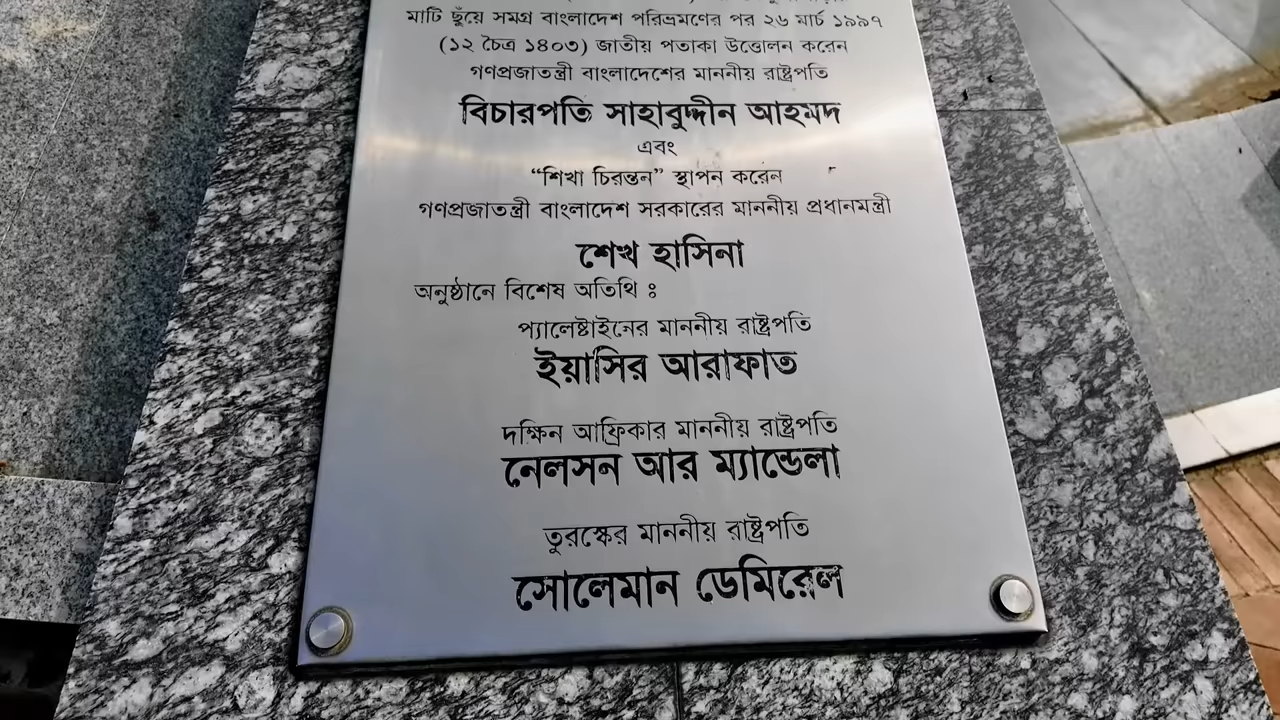 মাটি ছুঁয়ে সমগ্র বাংলাদেশ পরিভ্রমণের পর ২৬ মার্চ ১৯৯৭
(১২ চৈত্র ১৪০৩) জাতীয় পতাকা উত্তোলন করেন
গণপ্রজাতন্ত্রী বাংলাদেশের মাননীয় রাষ্ট্রপতি
বিচারপতি সাহাবুদ্দীন আহমদ
এবং
“শিখা চিরন্তন” স্থাপন করেন
গণপ্রজাতন্ত্রী বাংলাদেশ সরকারের মাননীয় প্রধানমন্ত্রী
শেখ হাসিনা
অনুষ্ঠানে বিশেষ অতিথি ঃ
প্যালেষ্টাইনের মাননীয় রাষ্ট্রপতি
ইয়াসির আরাফাত
দক্ষিন আফ্রিকার মাননীয় রাষ্ট্রপতি
নেলসন আর ম্যান্ডেলা
তুরস্কের মাননীয় রাষ্ট্রপতি
সোলেমান ডেমিরেল